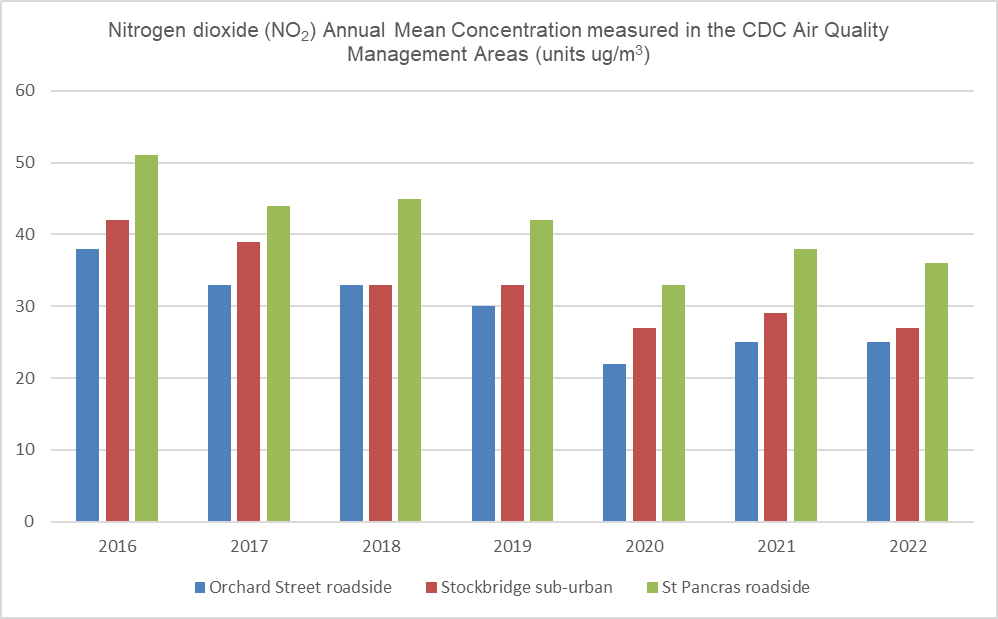 Nitrogen dioxide (NO₂) Annual Mean Concentration measured in the CDC Air Quality
Management Areas (units ug/m³)
60
50
40
30
20
10
0
2016 2017 2018 2019 2020 2021 2022
Orchard Street roadside Stockbridge sub-urban St Pancras roadside